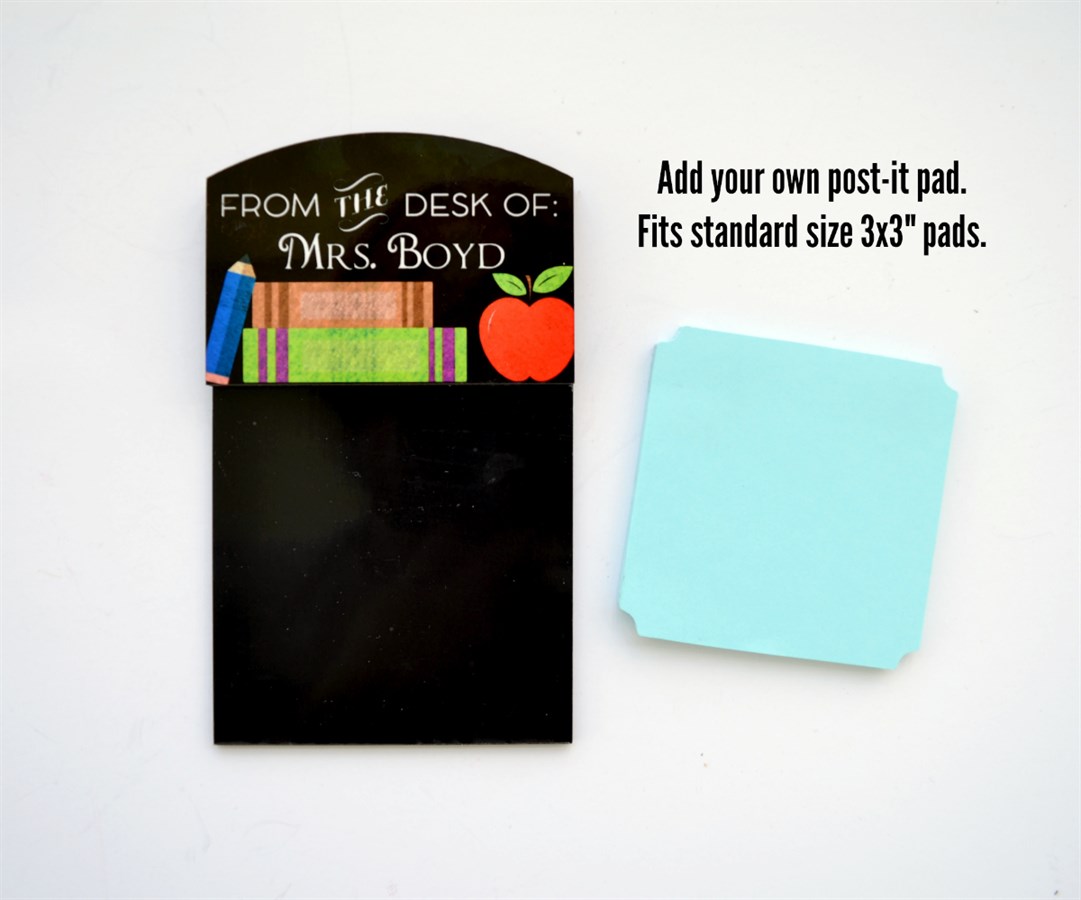 FROM THE DESK OF:
MRS. BOYD
Add your own post-it pad.
Fits standard size 3x3" pads.